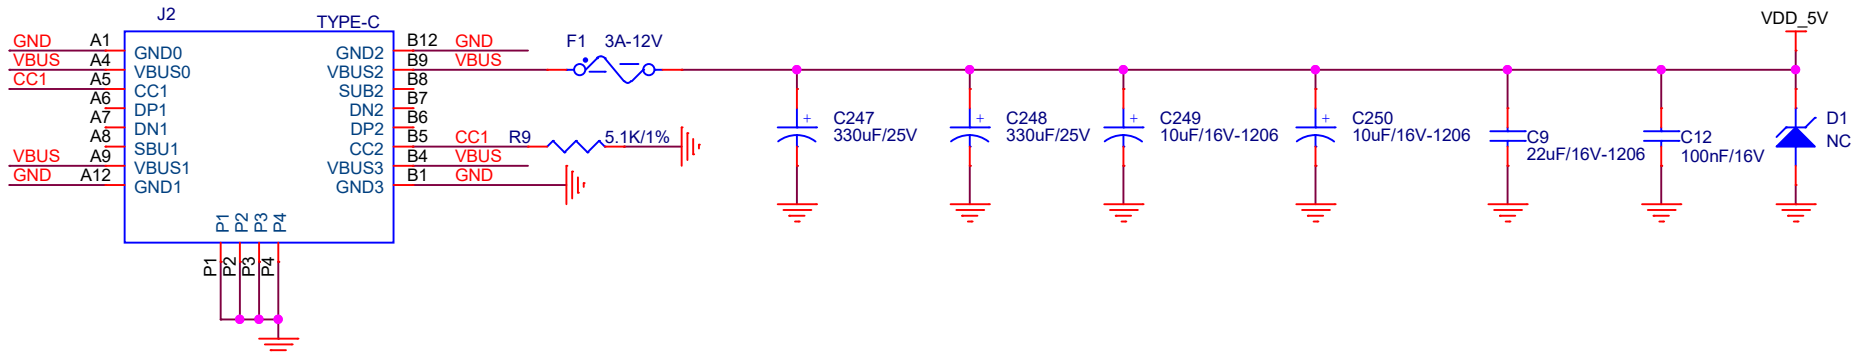 J2
TYPE-C
VDD_5V
GND A1 GND0 GND2 B12 GND
VBUS A4 VBUS0 VBUS2 B9 VBUS
CC1 A5 CC1 SUB2 B8
A6 DP1 DN2 B7
A7 DN1 DP2 B6
A8 SBU1 CC2 B5 CC1 R9 5.1K/1%
VBUS A9 VBUS1 VBUS3 B4 VBUS
GND A12 GND1 GND3 B1 GND
F1 3A-12V
P1 P2 P3 P4
P1 P2 P3 P4
+ C247
330uF/25V
+ C248
330uF/25V
+ C249
10uF/16V-1206
+ C250
10uF/16V-1206
C9
22uF/16V-1206
C12
100nF/16V
D1
NC